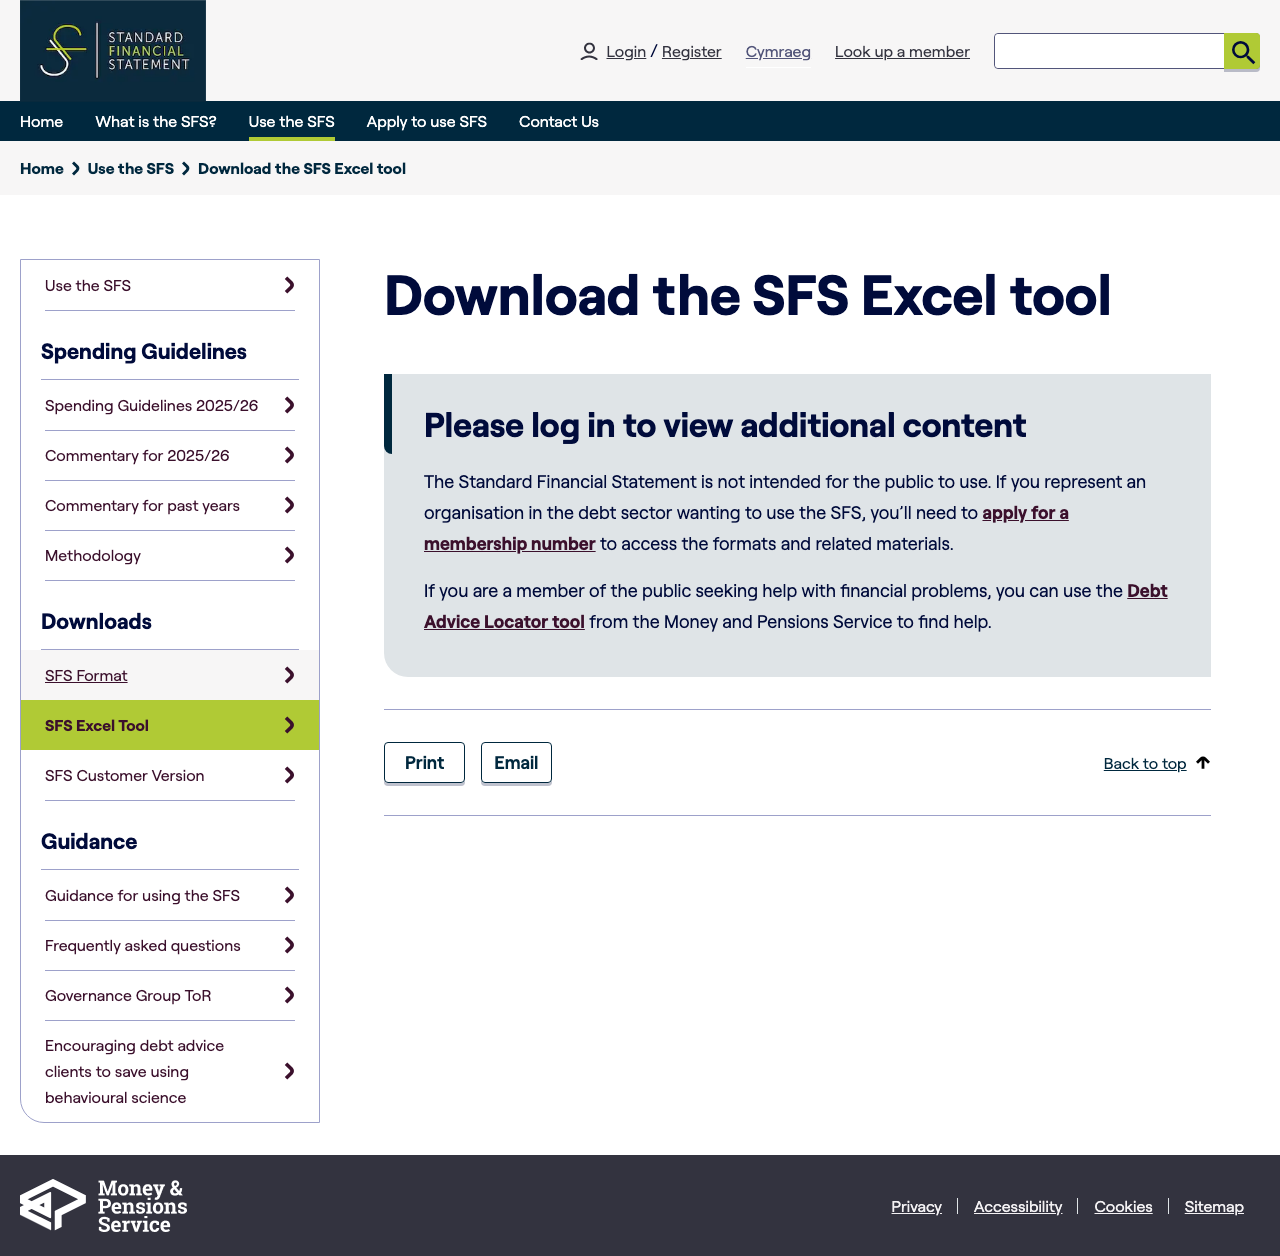 STANDARD
FINANCIAL
STATEMENT
Login / Register
Cymraeg
Look up a member
Home
What is the SFS?
Use the SFS
Apply to use SFS
Contact Us
Home
Use the SFS
Download the SFS Excel tool
Use the SFS
Spending Guidelines
Spending Guidelines 2025/26
Commentary for 2025/26
Commentary for past years
Methodology
Downloads
SFS Format
SFS Excel Tool
SFS Customer Version
Guidance
Guidance for using the SFS
Frequently asked questions
Governance Group ToR
Encouraging debt advice
clients to save using
behavioural science
Download the SFS Excel tool
Please log in to view additional content
The Standard Financial Statement is not intended for the public to use. If you represent an
organisation in the debt sector wanting to use the SFS, you’ll need to apply for a
membership number to access the formats and related materials.
If you are a member of the public seeking help with financial problems, you can use the Debt
Advice Locator tool from the Money and Pensions Service to find help.
Print
Email
Back to top
Money &
Pensions
Service
Privacy
Accessibility
Cookies
Sitemap